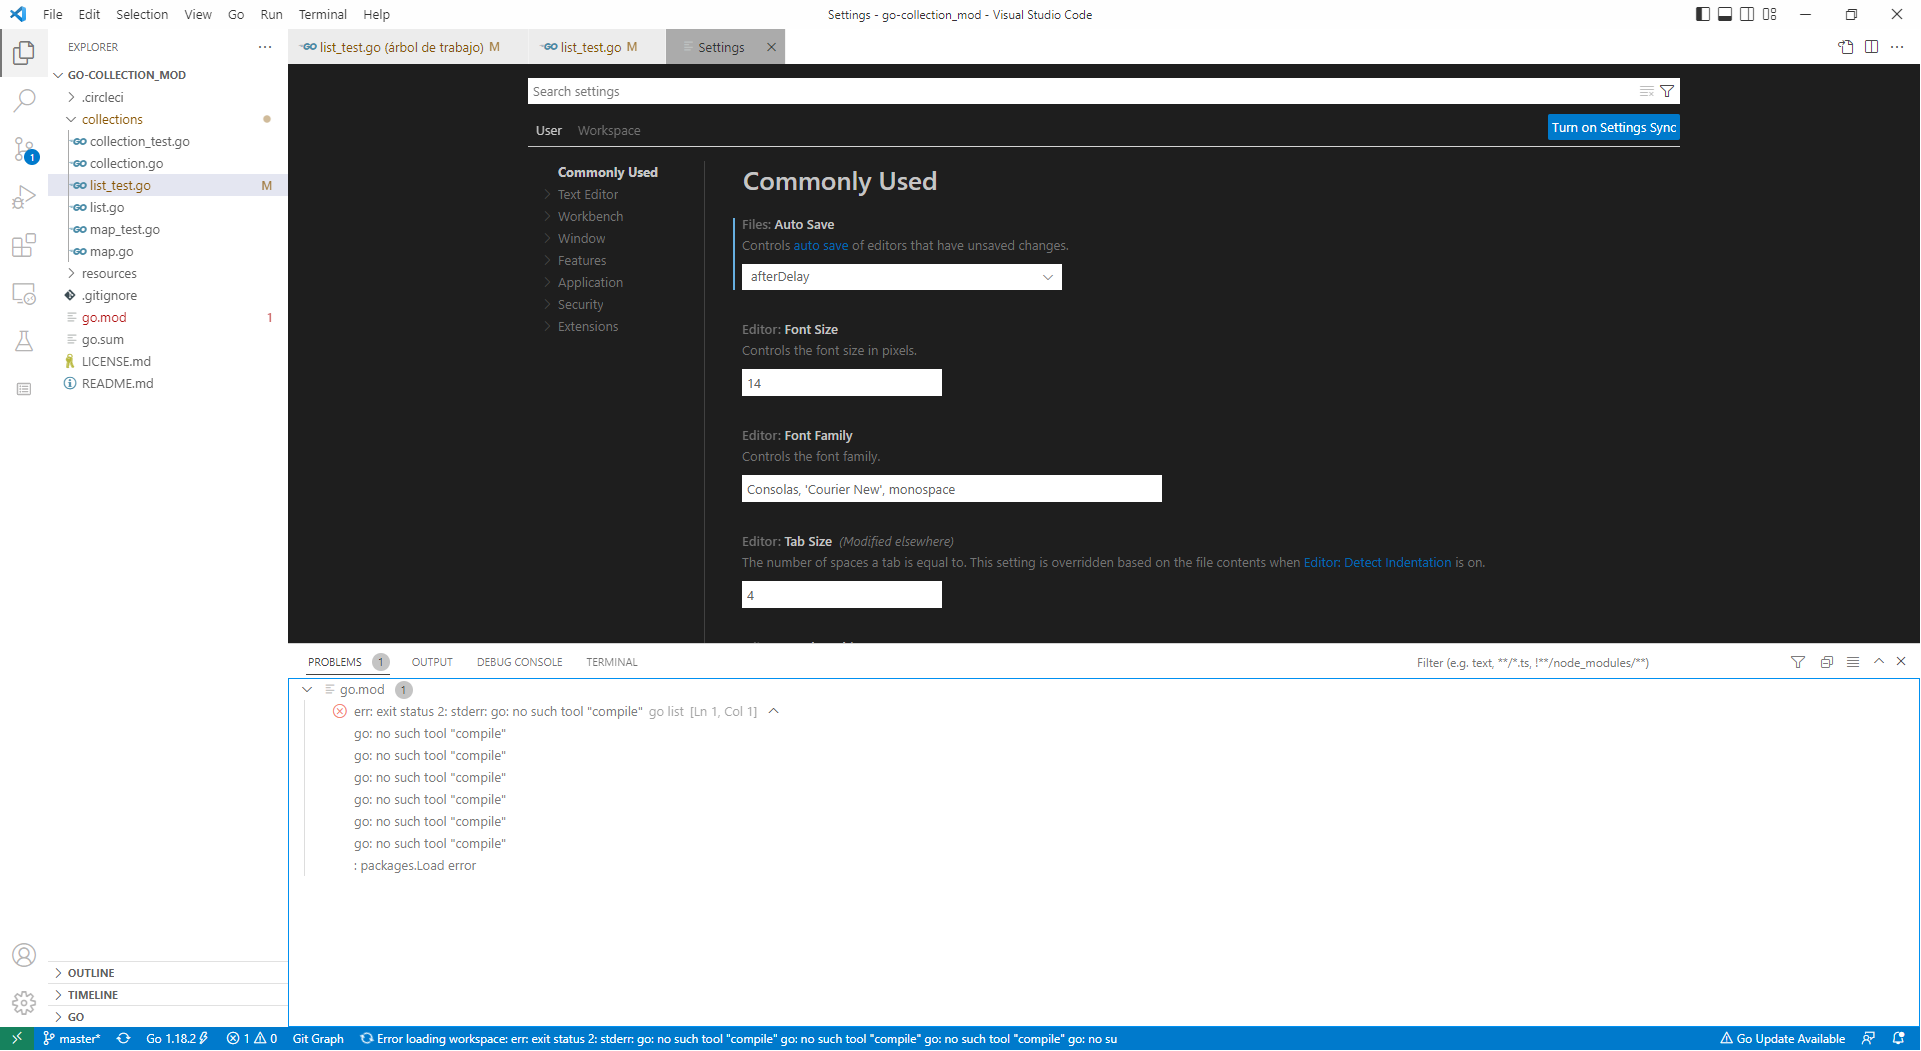 File Edit Selection View Go Run Terminal Help
Settings - go-collection_mod - Visual Studio Code
EXPLORER
GO-COLLECTION_MOD
.circleci
collections
collection_test.go
collection.go
list_test.go M
list.go
map_test.go
map.go
resources
.gitignore
go.mod 1
go.sum
LICENSE.md
README.md
OUTLINE
TIMELINE
GO
1
list_test.go (árbol de trabajo) M
list_test.go M
Settings
Search settings
User Workspace
Turn on Settings Sync
Commonly Used
Text Editor
Workbench
Window
Features
Application
Security
Extensions
Commonly Used
Files: Auto Save
Controls auto save of editors that have unsaved changes.
afterDelay
Editor: Font Size
Controls the font size in pixels.
14
Editor: Font Family
Controls the font family.
Consolas, 'Courier New', monospace
Editor: Tab Size (Modified elsewhere)
The number of spaces a tab is equal to. This setting is overridden based on the file contents when Editor: Detect Indentation is on.
4
PROBLEMS 1 OUTPUT DEBUG CONSOLE TERMINAL
Filter (e.g. text, **/*.ts, !**/node_modules/**)
go.mod 1
err: exit status 2: stderr: go: no such tool "compile" go list [Ln 1, Col 1]
go: no such tool "compile"
go: no such tool "compile"
go: no such tool "compile"
go: no such tool "compile"
go: no such tool "compile"
go: no such tool "compile"
: packages.Load error
master* Go 1.18.2 1 0 Git Graph Error loading workspace: err: exit status 2: stderr: go: no such tool "compile" go: no such tool "compile" go: no such tool "compile" go: no su
Go Update Available